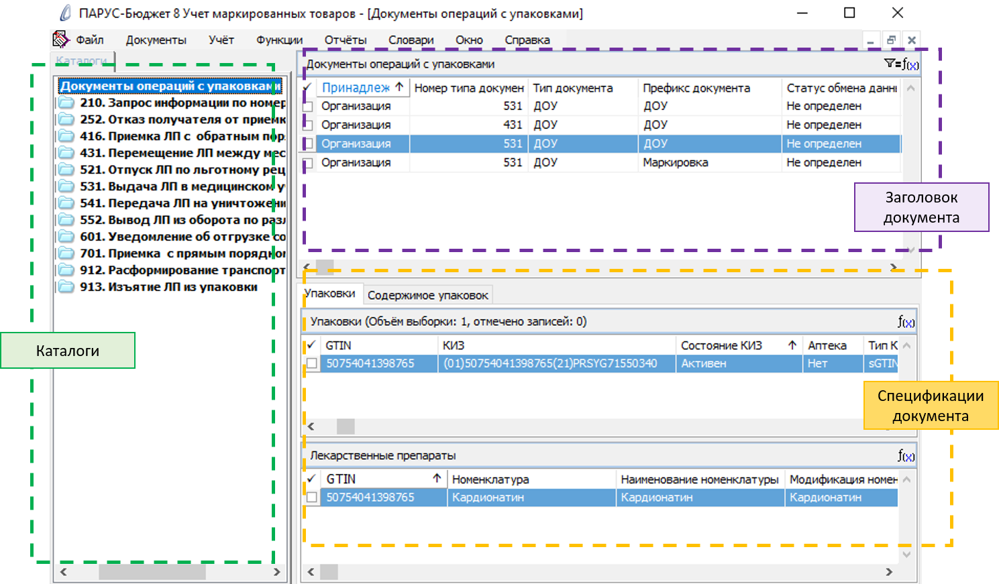 ПАРУС-Бюджет 8 Учет маркированных товаров - [Документы операций с упаковками]
Файл Документы Учёт Функции Отчёты Словари Окно Справка
Каталоги
Документы операций с упаковками
210. Запрос информации по номер
252. Отказ получателя от приемк
416. Приемка ЛП с обратным пор
431. Перемещение ЛП между мес
521. Отпуск ЛП по льготному рец
531. Выдача ЛП в медицинском у
541. Передача ЛП на уничтожени
552. Вывод ЛП из оборота по раз
601. Уведомление об отгрузке со
701. Приемка с прямым порядком
912. Расформирование транспорт
913. Изъятие ЛП из упаковки
Каталоги
Документы операций с упаковками
f(x)
Принадлеж Номер типа докумен Тип документа Префикс документа Статус обмена данны
Организация 531 ДОУ ДОУ Не определен
Организация 431 ДОУ ДОУ Не определен
Организация 531 ДОУ ДОУ Не определен
Организация 531 ДОУ Маркировка Не определен
Заголовок
документа
Упаковки Содержимое упаковок
Упаковки (Объём выборки: 1, отмечено записей: 0) f(x)
GTIN КИЗ Состояние КИЗ Аптека Тип К
50754041398765 (01)50754041398765(21)PRSYG71550340 Активен Нет sGTIN
Спецификации
документа
Лекарственные препараты f(x)
GTIN Номенклатура Наименование номенклатуры Модификация номен
50754041398765 Кардионатин Кардионатин Кардионатин